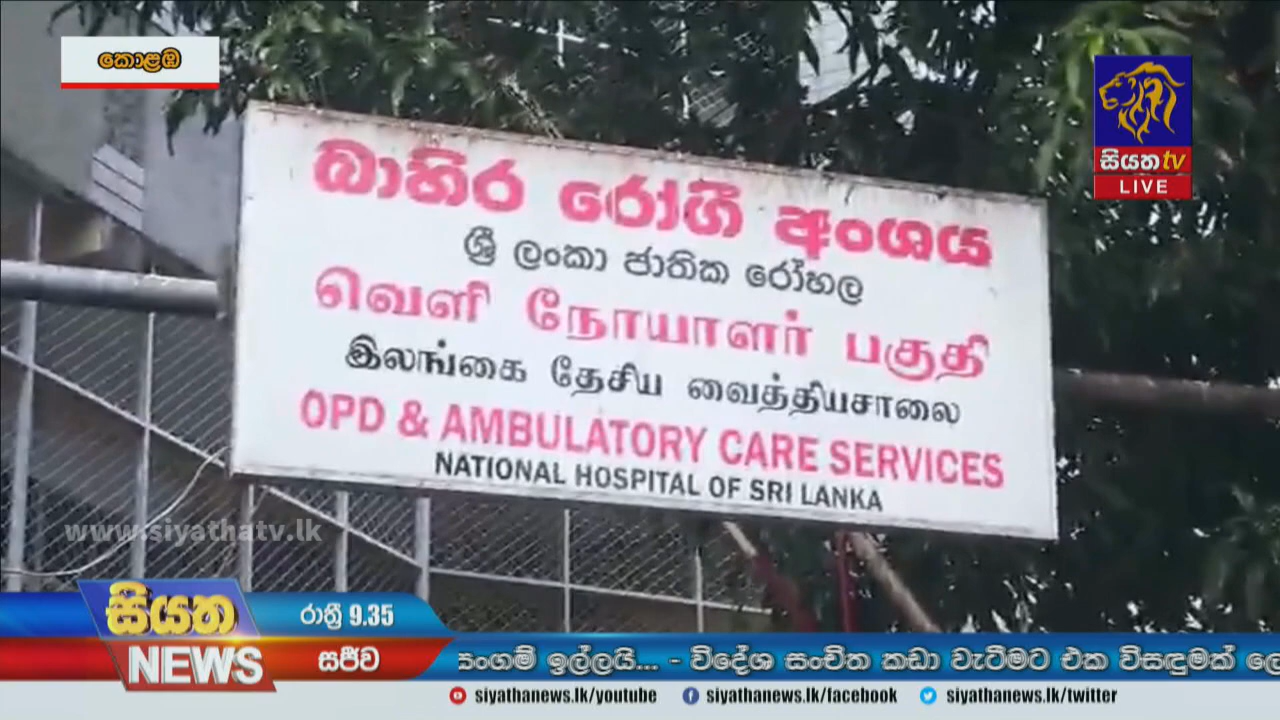 කොළඹ
සියත tv
LIVE
බාහිර රෝගී අංශය
ශ්‍රී ලංකා ජාතික රෝහල
வெளி நோயாளர் பகுதி
இலங்கை தேசிய வைத்தியசாலை
OPD & AMBULATORY CARE SERVICES
NATIONAL HOSPITAL OF SRI LANKA
www.siyathatv.lk
සියත
NEWS
රාත්‍රී 9.35
සජීව
සංගම් ඉල්ලයි... - විදේශ සංචිත කඩා වැටීමට එක විසඳුමක්
siyathanews.lk/youtube
siyathanews.lk/facebook
siyathanews.lk/twitter